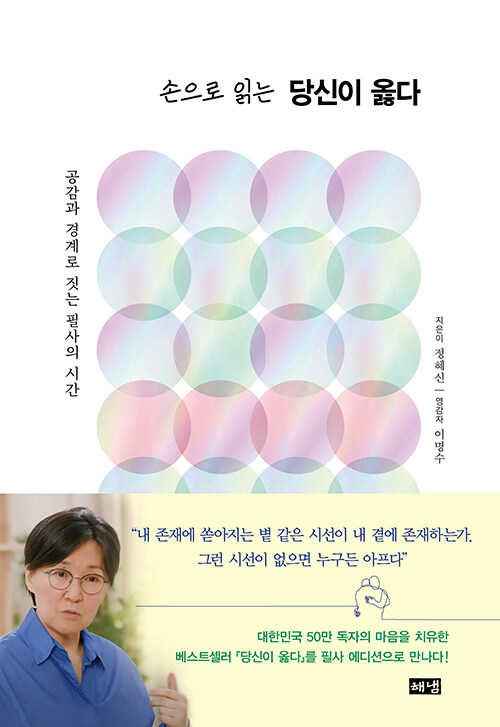 손으로 읽는 당신이 옳다
공감과 경계로 짓는 필사의 시간
지은이 정혜신 — 영감자 이명수
“내 존재에 쏟아지는 볕 같은 시선이 내 곁에 존재하는가.
그런 시선이 없으면 누구든 아프다”
대한민국 50만 독자의 마음을 치유한
베스트셀러 『당신이 옳다』를 필사 에디션으로 만나다!
해냄